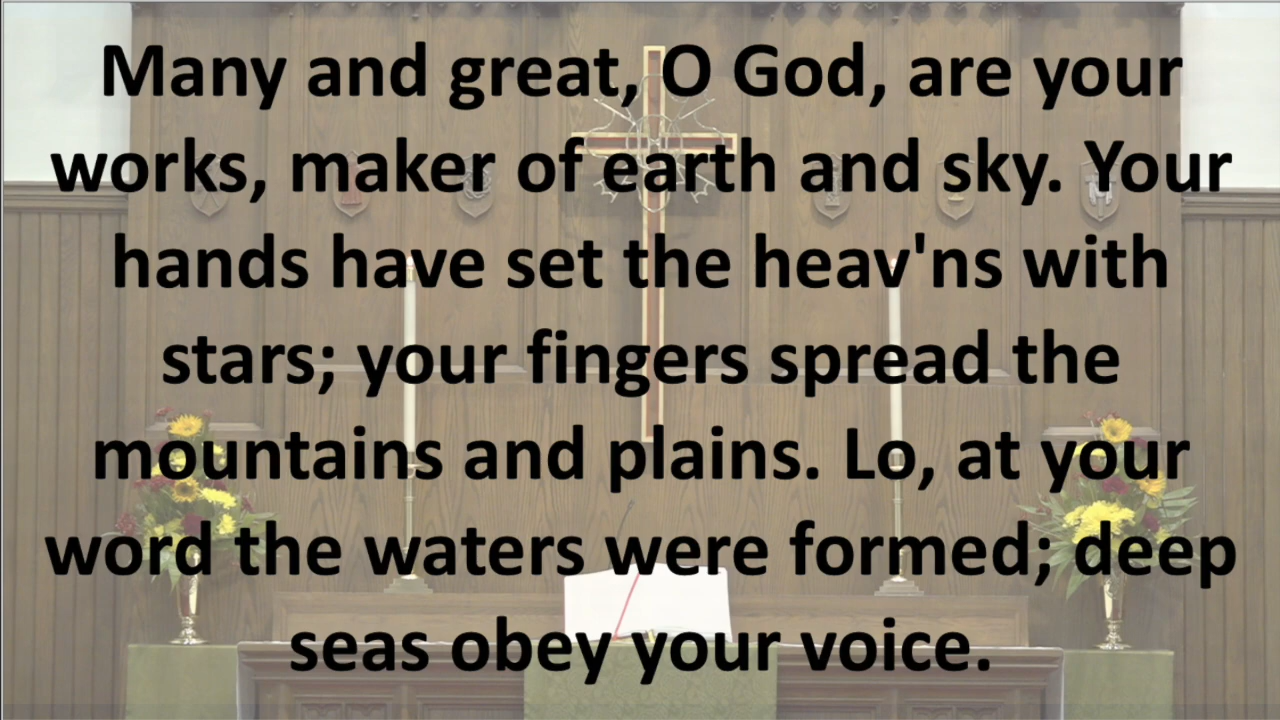 Many and great, O God, are your
works, maker of earth and sky. Your
hands have set the heav'ns with
stars; your fingers spread the
mountains and plains. Lo, at your
word the waters were formed; deep
seas obey your voice.